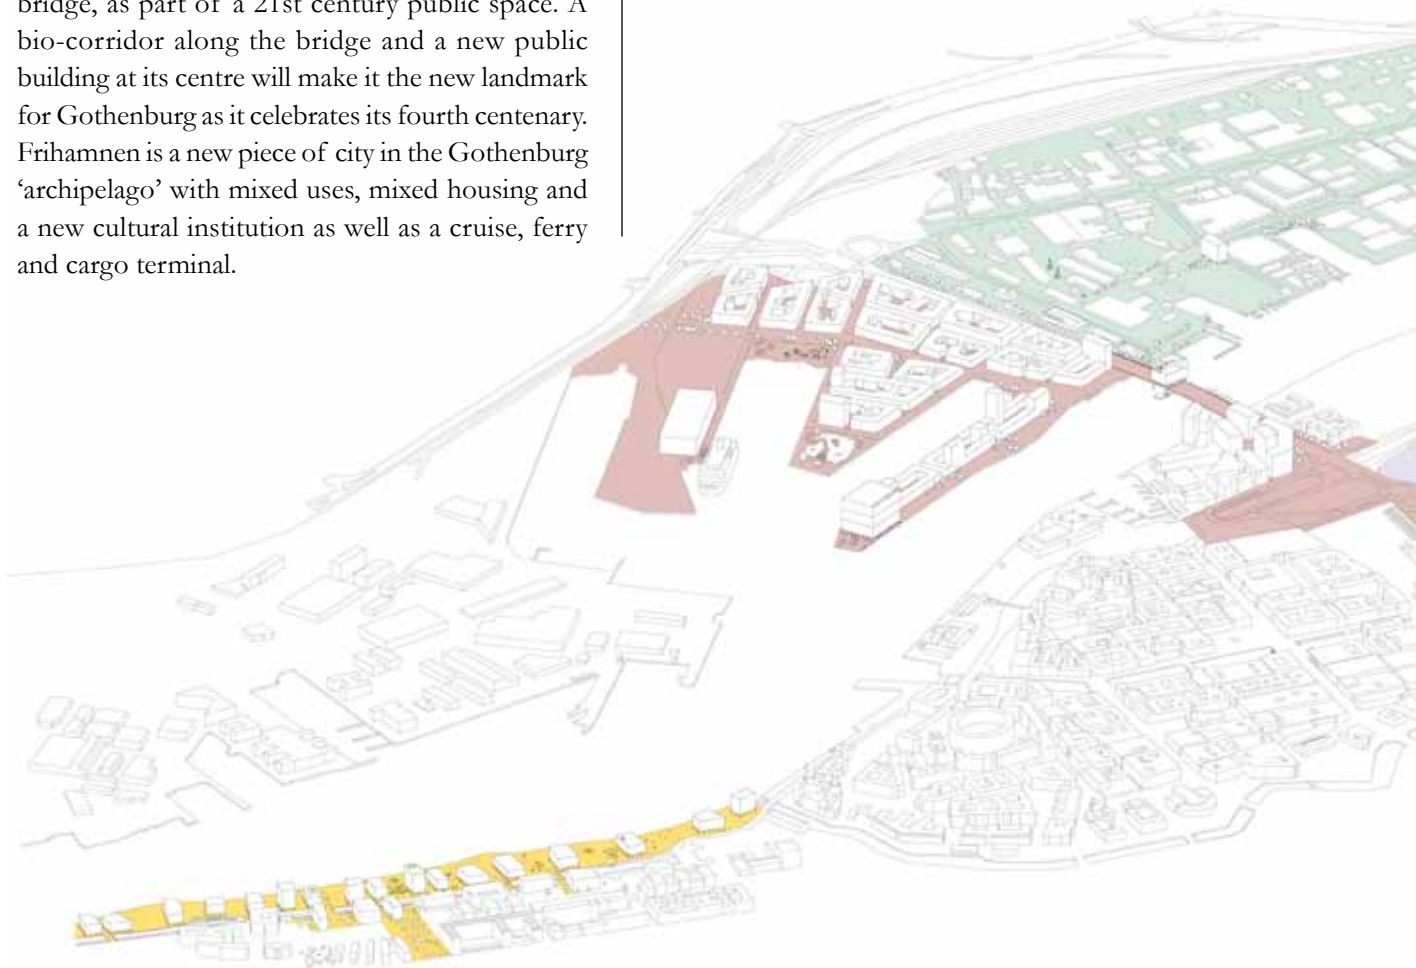 bridge, as part of a 21st century public space. A
bio-corridor along the bridge and a new public
building at its centre will make it the new landmark
for Gothenburg as it celebrates its fourth centenary.
Frihamnen is a new piece of city in the Gothenburg
‘archipelago’ with mixed uses, mixed housing and
a new cultural institution as well as a cruise, ferry
and cargo terminal.